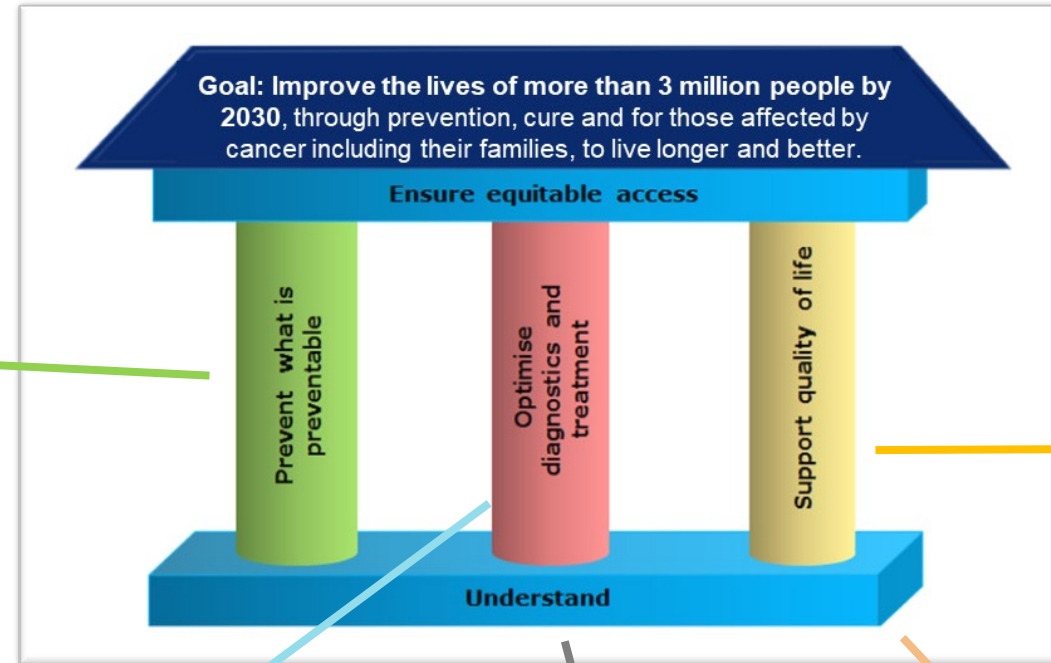 Goal: Improve the lives of more than 3 million people by
2030, through prevention, cure and for those affected by
cancer including their families, to live longer and better.
Ensure equitable access
Prevent what is
preventable
Optimise
diagnostics and
treatment
Support quality of life
Understand